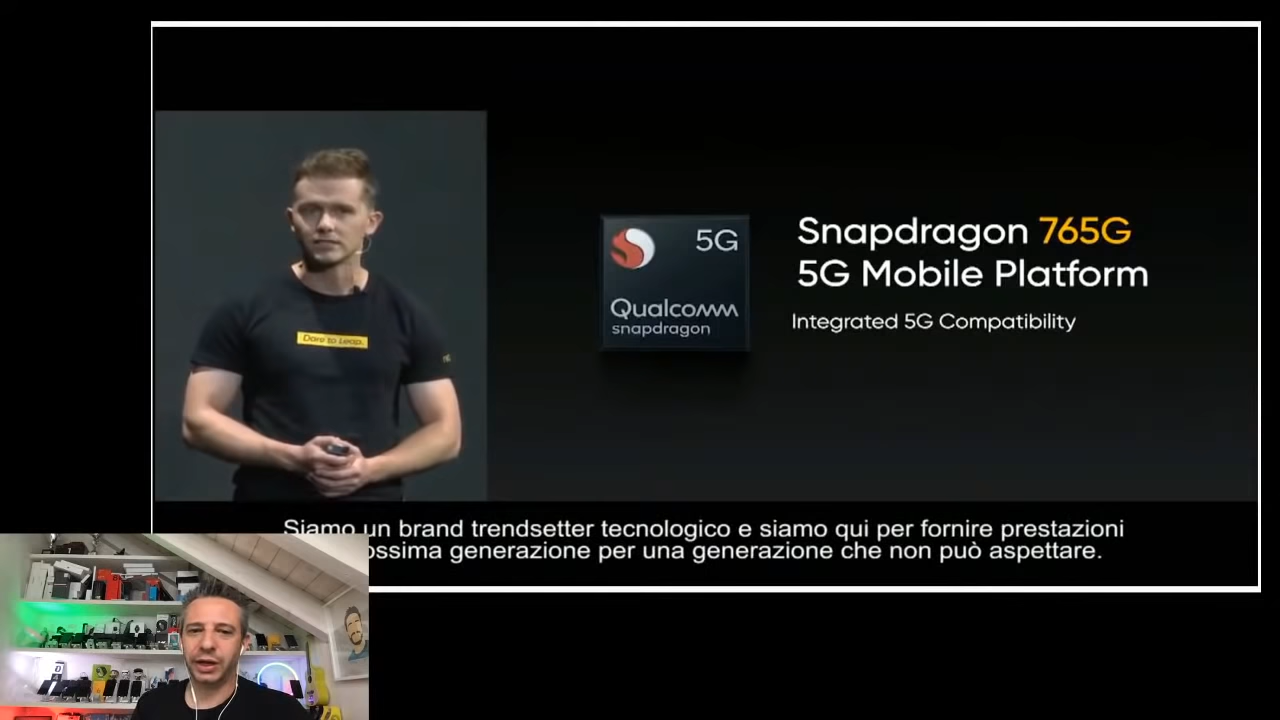 Dare to Leap.
5G
Qualcomm
snapdragon
Snapdragon 765G
5G Mobile Platform
Integrated 5G Compatibility
Siamo un brand trendsetter tecnologico e siamo qui per fornire prestazioni
ossima generazione per una generazione che non può aspettare.